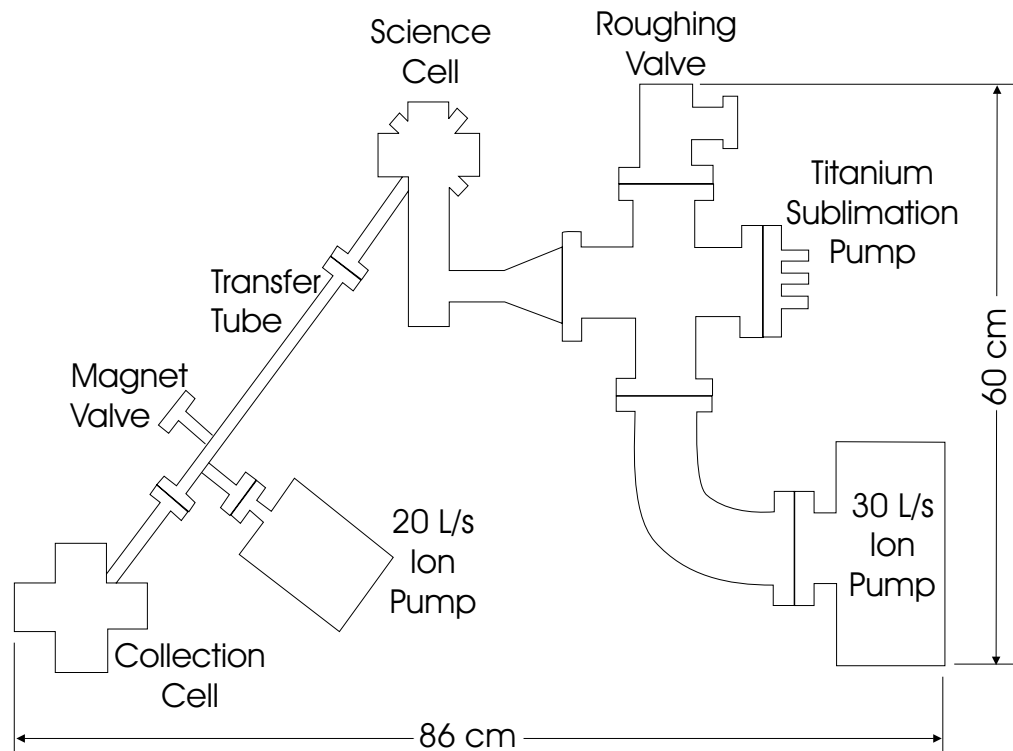 Science
Cell
Roughing
Valve
Titanium
Sublimation
Pump
Transfer
Tube
Magnet
Valve
60 cm
20 L/s
Ion
Pump
30 L/s
Ion
Pump
Collection
Cell
86 cm